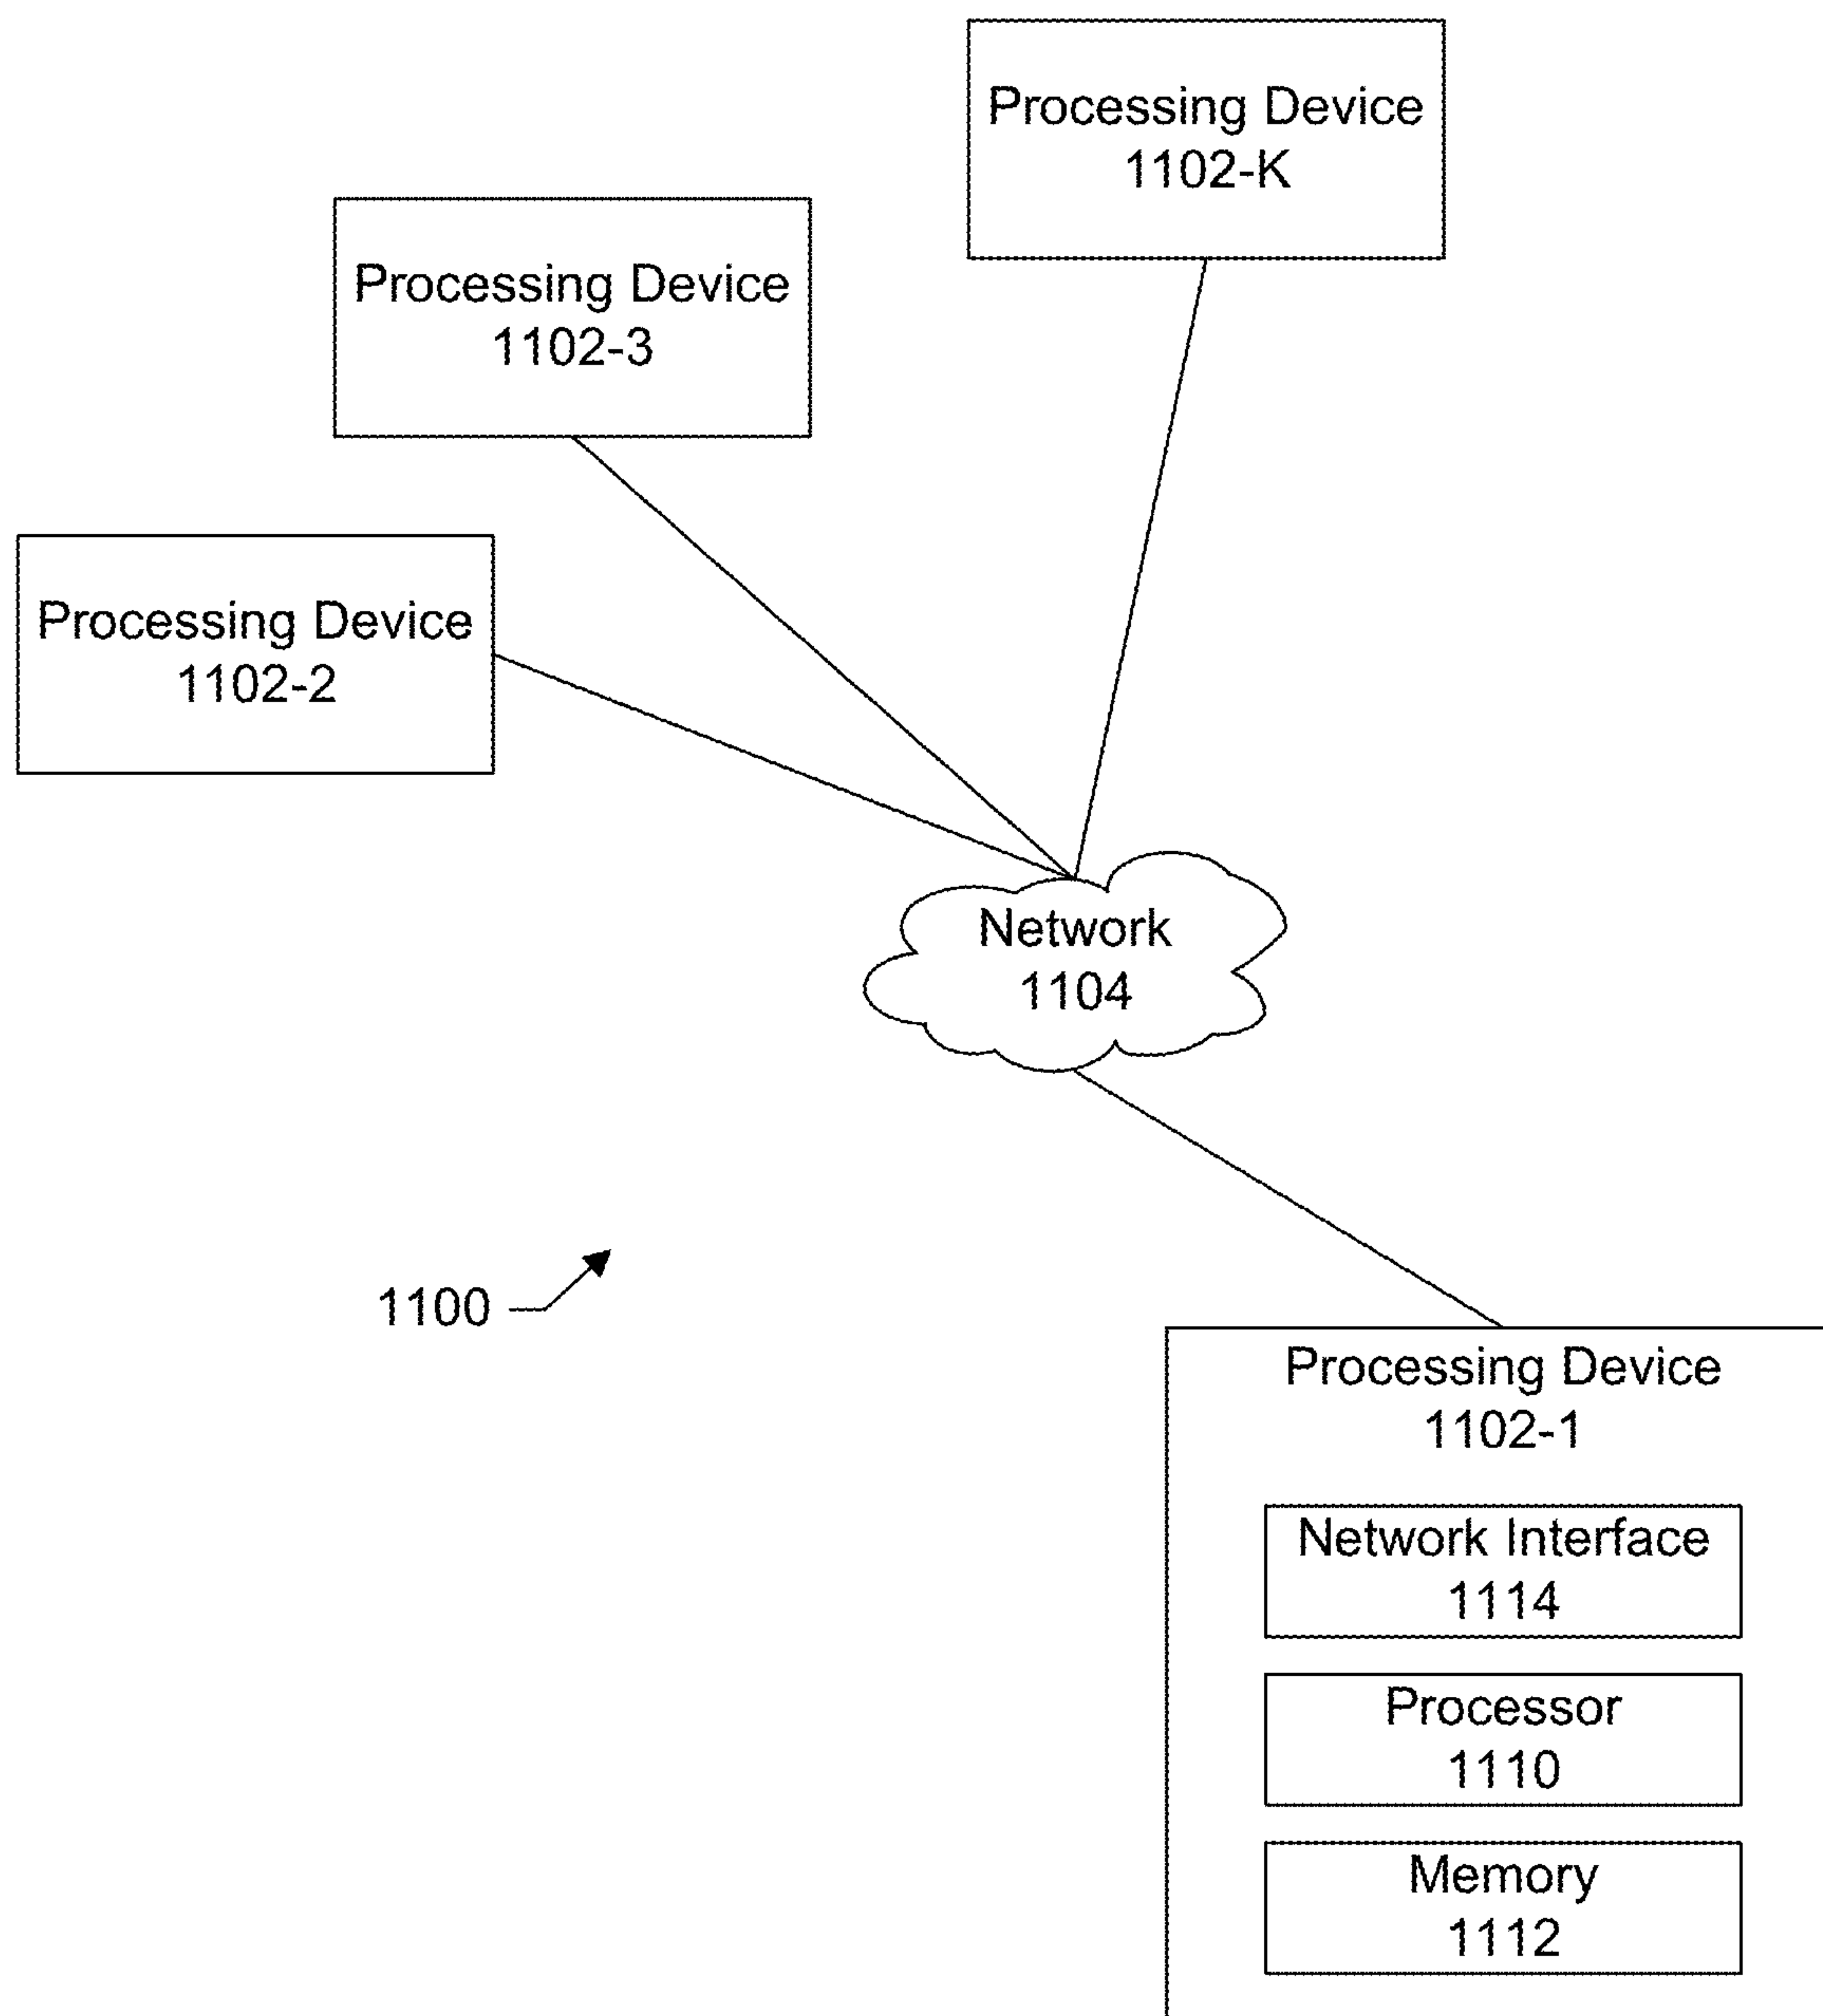 Processing Device
1102-K
Processing Device
1102-3
Processing Device
1102-2
Network
1104
1100
Processing Device
1102-1
Network Interface
1114
Processor
1110
Memory
1112